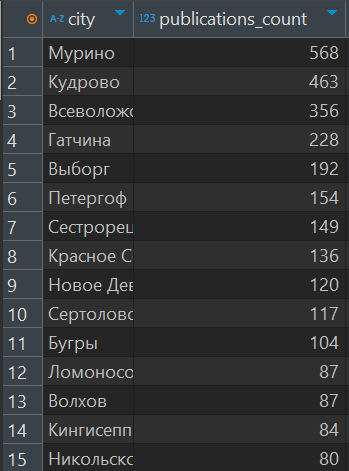 A-Z city 123 publications_count
1 Мурино 568
2 Кудрово 463
3 Всеволожс 356
4 Гатчина 228
5 Выборг 192
6 Петергоф 154
7 Сестрорец 149
8 Красное С 136
9 Новое Дев 120
10 Сертолово 117
11 Бугры 104
12 Ломоносо 87
13 Волхов 87
14 Кингисепп 84
15 Никольско 80